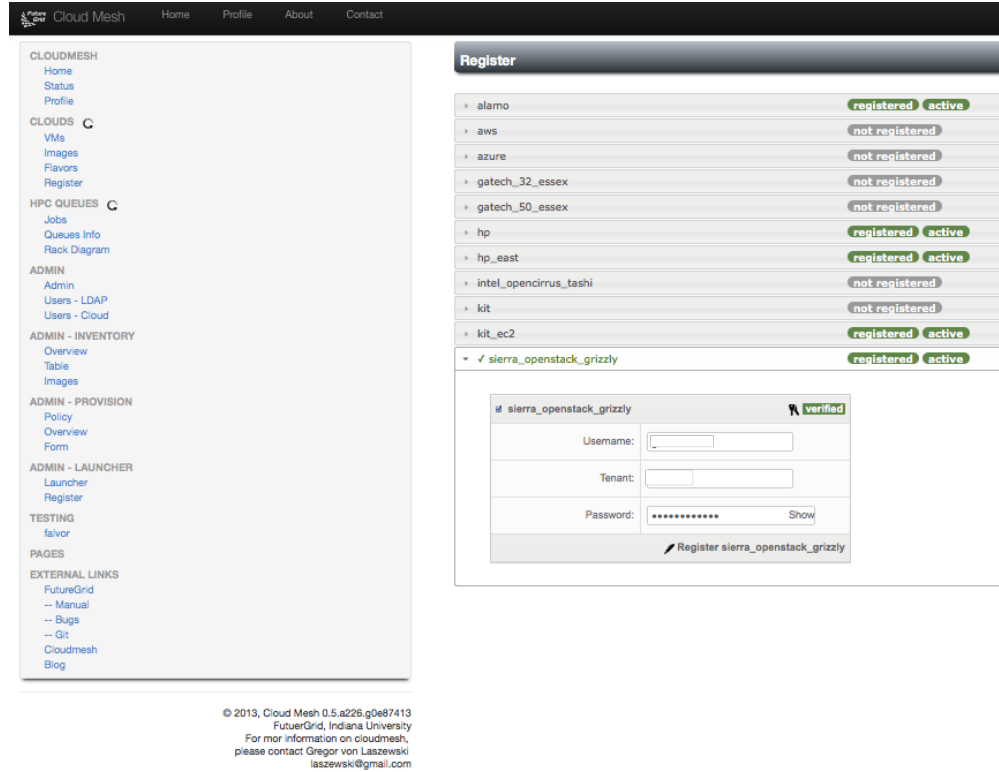 Future Grid Cloud Mesh Home Profile About Contact
CLOUDMESH
Home
Status
Profile
CLOUDS
VMs
Images
Flavors
Register
HPC QUEUES
Jobs
Queues Info
Rack Diagram
ADMIN
Admin
Users - LDAP
Users - Cloud
ADMIN - INVENTORY
Overview
Table
Images
ADMIN - PROVISION
Policy
Overview
Form
ADMIN - LAUNCHER
Launcher
Register
TESTING
falvor
PAGES
EXTERNAL LINKS
FutureGrid
-- Manual
-- Bugs
-- Git
Cloudmesh
Blog
© 2013, Cloud Mesh 0.5.a226.g0e87413
FutuerGrid, Indiana University
For mor information on cloudmesh,
please contact Gregor von Laszewski
laszewski@gmail.com
Register
alamo registered active
aws not registered
azure not registered
gatech_32_essex not registered
gatech_50_essex not registered
hp registered active
hp_east registered active
intel_opencirrus_tashi not registered
kit not registered
kit_ec2 registered active
✓ sierra_openstack_grizzly registered active
sierra_openstack_grizzly verified
Username:
Tenant:
Password: •••••••••••• Show
Register sierra_openstack_grizzly